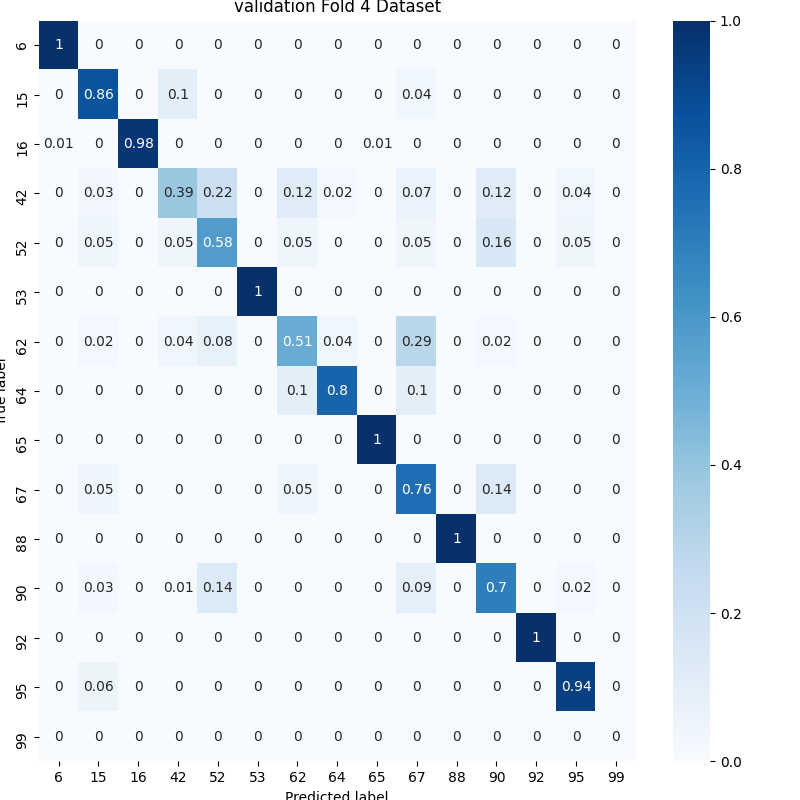 validation Fold 4 Dataset
6 1 0 0 0 0 0 0 0 0 0 0 0 0 0 0
15 0 0.86 0 0.1 0 0 0 0 0 0.04 0 0 0 0 0
16 0.01 0 0.98 0 0 0 0 0 0.01 0 0 0 0 0 0
42 0 0.03 0 0.39 0.22 0 0.12 0.02 0 0.07 0 0.12 0 0.04 0
52 0 0.05 0 0.05 0.58 0 0.05 0 0 0.05 0 0.16 0 0.05 0
53 0 0 0 0 0 1 0 0 0 0 0 0 0 0 0
62 0 0.02 0 0.04 0.08 0 0.51 0.04 0 0.29 0 0.02 0 0 0
64 0 0 0 0 0 0 0.1 0.8 0 0.1 0 0 0 0 0
65 0 0 0 0 0 0 0 0 1 0 0 0 0 0 0
67 0 0.05 0 0 0 0 0.05 0 0 0.76 0 0.14 0 0 0
88 0 0 0 0 0 0 0 0 0 0 1 0 0 0 0
90 0 0.03 0 0.01 0.14 0 0 0 0 0.09 0 0.7 0 0.02 0
92 0 0 0 0 0 0 0 0 0 0 0 0 1 0 0
95 0 0.06 0 0 0 0 0 0 0 0 0 0 0 0.94 0
99 0 0 0 0 0 0 0 0 0 0 0 0 0 0 0
6 15 16 42 52 53 62 64 65 67 88 90 92 95 99
Predicted label
True label
1.0
0.8
0.6
0.4
0.2
0.0